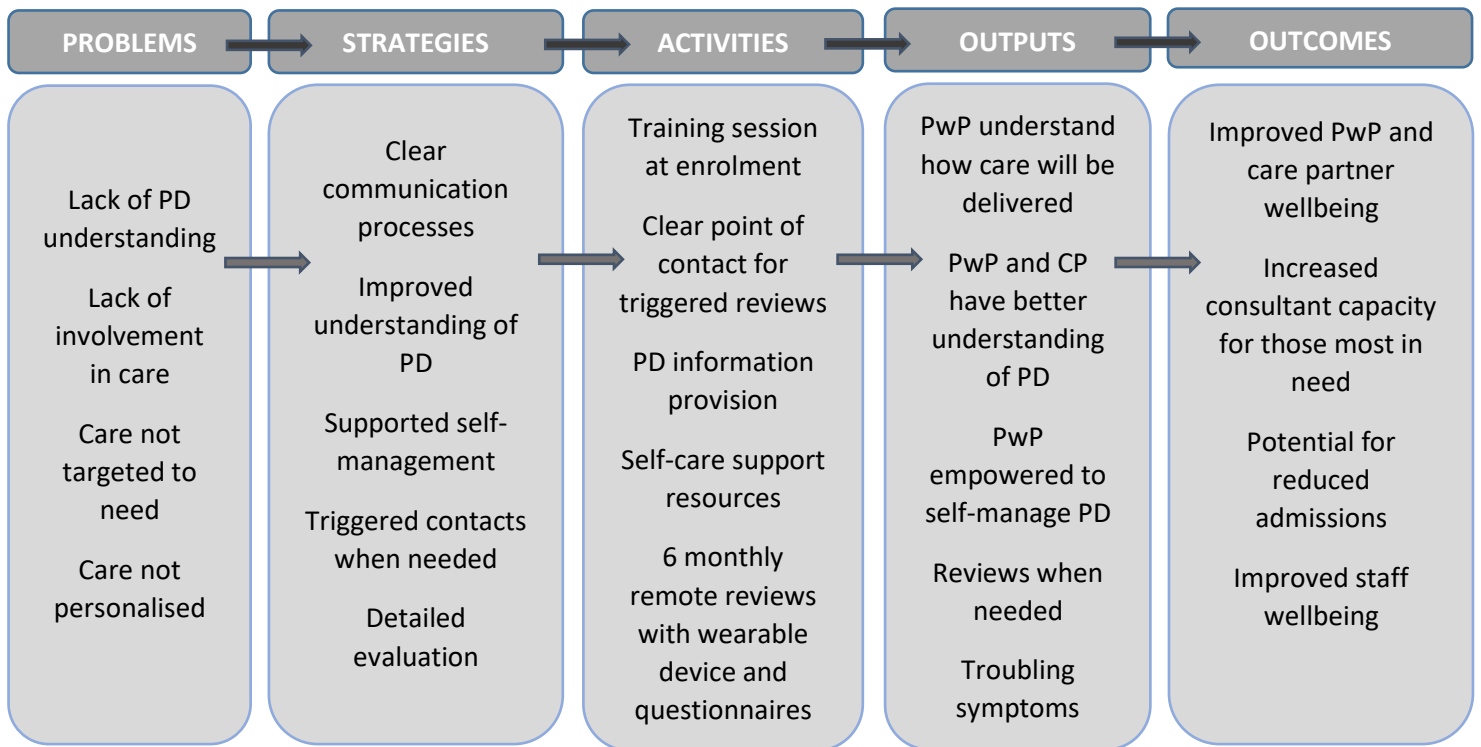 PROBLEMS
STRATEGIES
ACTIVITIES
OUTPUTS
OUTCOMES
Lack of PD
understanding
Lack of
involvement
in care
Care not
targeted to
need
Care not
personalised
Clear
communication
processes
Improved
understanding of
PD
Supported self-
management
Triggered contacts
when needed
Detailed
evaluation
Training session
at enrolment
Clear point of
contact for
triggered reviews
PD information
provision
Self-care support
resources
6 monthly
remote reviews
with wearable
device and
questionnaires
PwP understand
how care will be
delivered
PwP and CP
have better
understanding
of PD
PwP
empowered to
self-manage PD
Reviews when
needed
Troubling
symptoms
Improved PwP and
care partner
wellbeing
Increased
consultant capacity
for those most in
need
Potential for
reduced
admissions
Improved staff
wellbeing